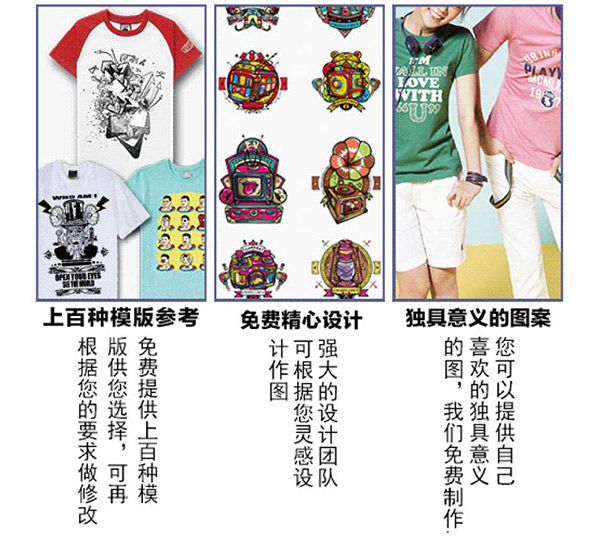 WHO AM I
OPEN YOUR EYES
SEE THE WORLD
I'M
ALL IN
LOVE
WITH
“U”
PLAY
MCML
上百种模版参考
免费提供上百种模
版供您选择，可再
根据您的要求做修改
免费精心设计
强大的设计团队
可根据您灵感设
计作图
独具意义的图案
您可以提供自己
喜欢的独具意义
的图，我们免费制作